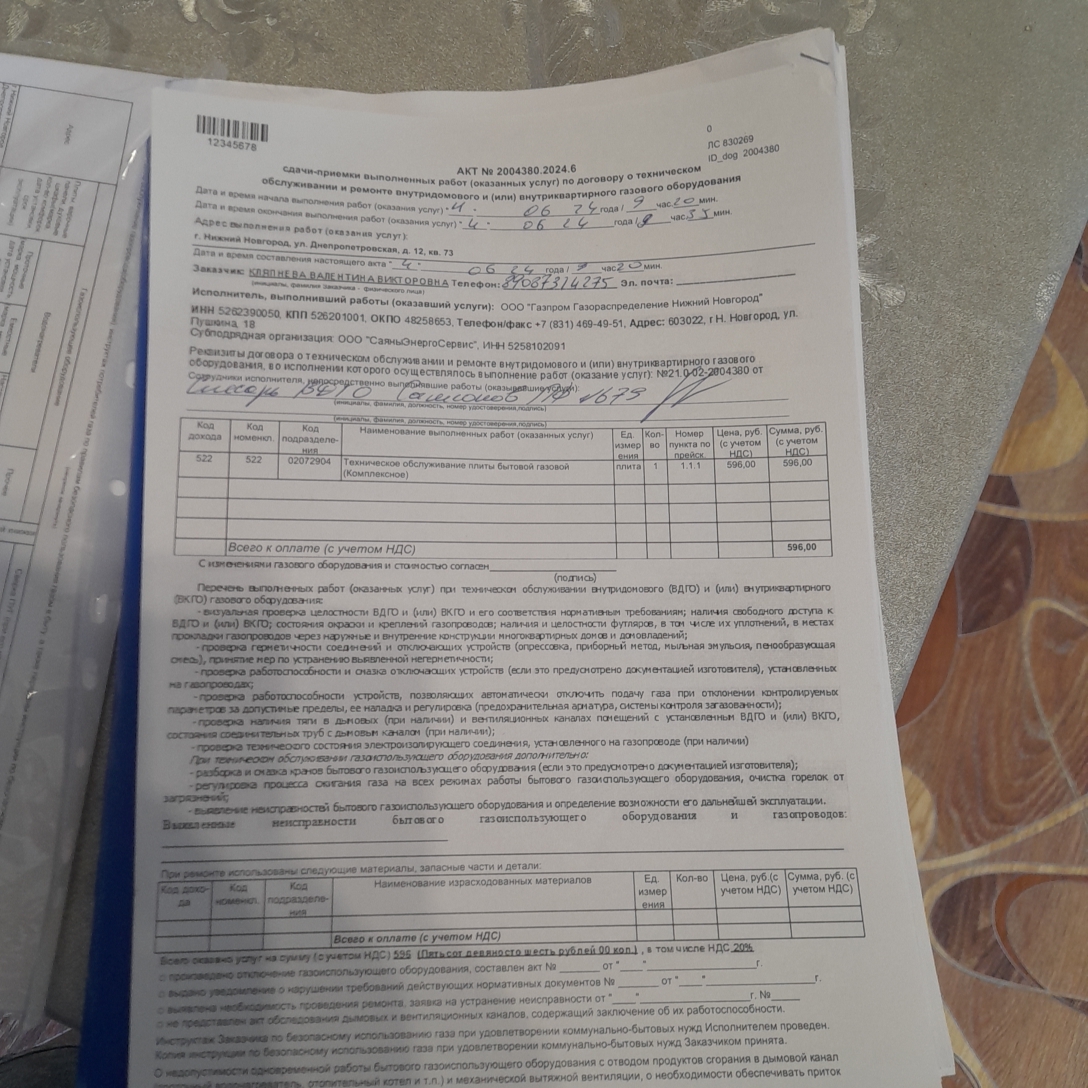 12345678
0
ЛС 830269
ID_dog 2004380
АКТ № 2004380.2024.6
сдачи-приемки выполненных работ (оказанных услуг) по договору о техническом
обслуживании и ремонте внутридомового и (или) внутриквартирного газового оборудования
Дата и время начала выполнения работ (оказания услуг) "4" 06 24 года / 9 час 20 мин.
Дата и время окончания выполнения работ (оказания услуг) "4" 06 24 года / 9 час 35 мин.
Адрес выполнения работ (оказания услуг):
г. Нижний Новгород, ул. Днепропетровская, д. 12, кв. 73
Дата и время составления настоящего акта "4" 06 24 года / 9 час 20 мин.
Заказчик: КЛЯПНЕВА ВАЛЕНТИНА ВИКТОРОВНА Телефон: 89087314275 Эл. почта:
(инициалы, фамилия заказчика - физического лица)
Исполнитель, выполнивший работы (оказавший услуги): ООО "Газпром Газораспределение Нижний Новгород"
ИНН 5262390050, КПП 526201001, ОКПО 48258653, Телефон/факс +7 (831) 469-49-51, Адрес: 603022, г Н. Новгород, ул.
Пушкина, 18
Субподрядная организация: ООО "СаяныЭнергоСервис", ИНН 5258102091
Реквизиты договора о техническом обслуживании и ремонте внутридомового и (или) внутриквартирного газового
оборудования, во исполнении которого осуществлялось выполнение работ (оказание услуг): №21.0-02-2004380 от
Сотрудники исполнителя, непосредственно выполнявшие работы (оказывавшие услуги):
Слесарь ВДГО
(инициалы, фамилия, должность, номер удостоверения,подпись)
(инициалы, фамилия, должность, номер удостоверения,подпись)
Код дохода Код номенкл. Код подразделения Наименование выполненных работ (оказанных услуг) Ед измерения Кол-во Номер пункта по прейск. Цена, руб. (с учетом НДС) Сумма, руб. (с учетом НДС)
522 522 02072904 Техническое обслуживание плиты бытовой газовой плита 1 1.1.1 596,00 596,00
(Комплексное)
Всего к оплате (с учетом НДС) 596,00
С изменениями газового оборудования и стоимостью согласен
(подпись)
Перечень выполненных работ (оказанных услуг) при техническом обслуживании внутридомового (ВДГО) и (или) внутриквартирного
(ВКГО) газового оборудования:
- визуальная проверка целостности ВДГО и (или) ВКГО и его соответствия нормативным требованиям; наличия свободного доступа к
ВДГО и (или) ВКГО; состояния окраски и креплений газопроводов; наличия и целостности футляров, в том числе их уплотнений, в местах
прокладки газопроводов через наружные и внутренние конструкции многоквартирных домов и домовладений;
- проверка герметичности соединений и отключающих устройств (опрессовка, приборный метод, мыльная эмульсия, пенообразующая
смесь), принятие мер по устранению выявленной негерметичности;
- проверка работоспособности и смазка отключающих устройств (если это предусмотрено документацией изготовителя), установленных
на газопроводах;
- проверка работоспособности устройств, позволяющих автоматически отключить подачу газа при отклонении контролируемых
параметров за допустимые пределы, ее наладка и регулировка (предохранительная арматура, системы контроля загазованности);
- проверка наличия тяги в дымовых (при наличии) и вентиляционных каналах помещений с установленным ВДГО и (или) ВКГО,
состояния соединительных труб с дымовым каналом (при наличии);
- проверка технического состояния электроизолирующего соединения, установленного на газопроводе (при наличии)
При техническом обслуживании газоиспользующего оборудования дополнительно:
- разборка и смазка кранов бытового газоиспользующего оборудования (если это предусмотрено документацией изготовителя);
- регулировка процесса сжигания газа на всех режимах работы бытового газоиспользующего оборудования, очистка горелок от
загрязнений;
- выявление неисправностей бытового газоиспользующего оборудования и определение возможности его дальнейшей эксплуатации.
Выявленные неисправности бытового газоиспользующего оборудования и газопроводов:
При ремонте использованы следующие материалы, запасные части и детали:
Код дохо-да Код номенкл. Код подразделе-ния Наименование израсходованных материалов Ед. измерения Кол-во Цена, руб.(с учетом НДС) Сумма, руб. (с учетом НДС)
Всего к оплате (с учетом НДС)
Всего оказано услуг на сумму (с учетом НДС) 596 (Пятьсот девяносто шесть рублей 00 коп.) , в том числе НДС 20%
□ произведено отключение газоиспользующего оборудования, составлен акт № от " " г.
□ выдано уведомление о нарушении требований действующих нормативных документов № от " " г.
□ выявлена необходимость проведения ремонта, заявка на устранение неисправности от " " г. №
□ не представлен акт обследования дымовых и вентиляционных каналов, содержащий заключение об их работоспособности.
Инструктаж Заказчика по безопасному использованию газа при удовлетворении коммунально-бытовых нужд Исполнителем проведен.
Копия инструкции по безопасному использованию газа при удовлетворении коммунально-бытовых нужд Заказчиком принята.
О недопустимости одновременной работы бытового газоиспользующего оборудования с отводом продуктов сгорания в дымовой канал
отопительный котел и т.п.) и механической вытяжной вентиляции, о необходимости обеспечивать приток